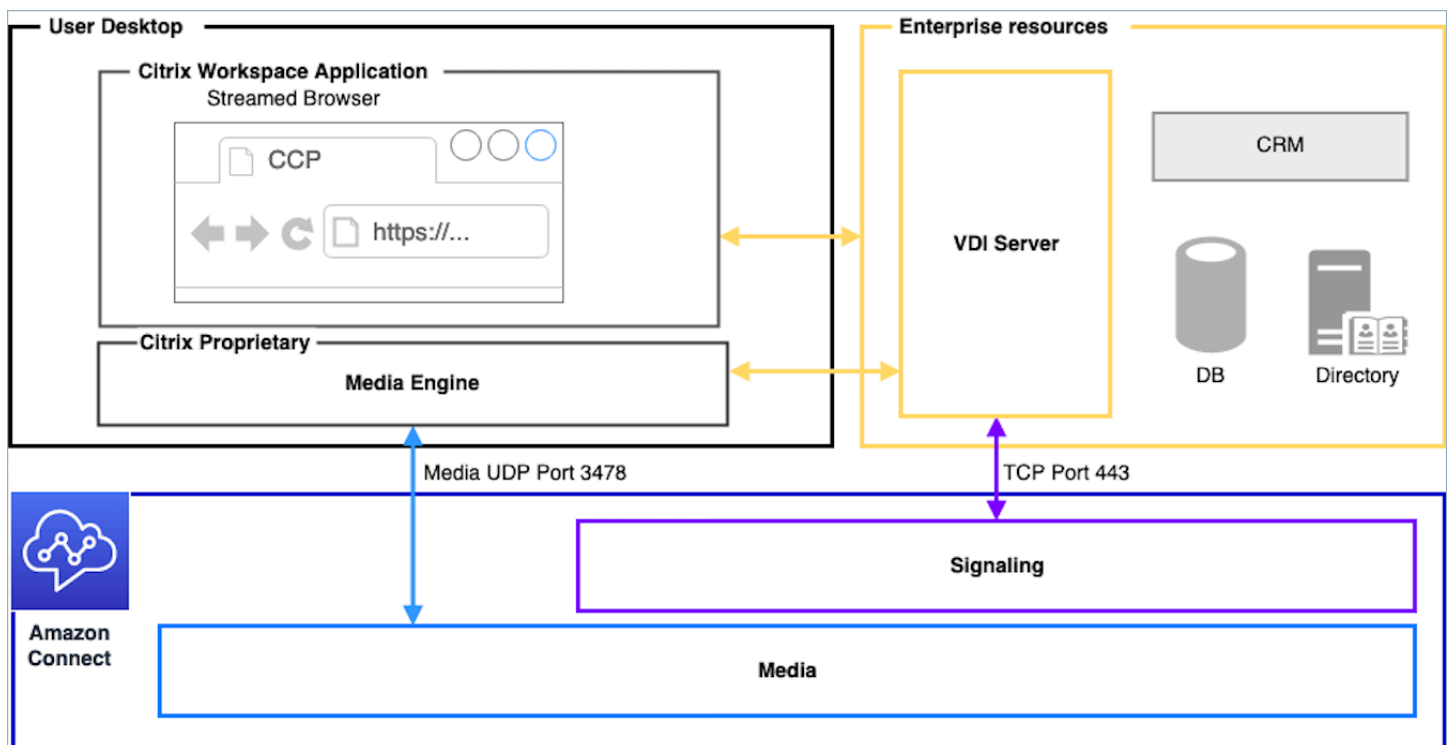 User Desktop
Citrix Workspace Application
Streamed Browser
CCP
https://...
Citrix Proprietary
Media Engine
Enterprise resources
VDI Server
CRM
DB
Directory
Media UDP Port 3478
TCP Port 443
Amazon
Connect
Signaling
Media